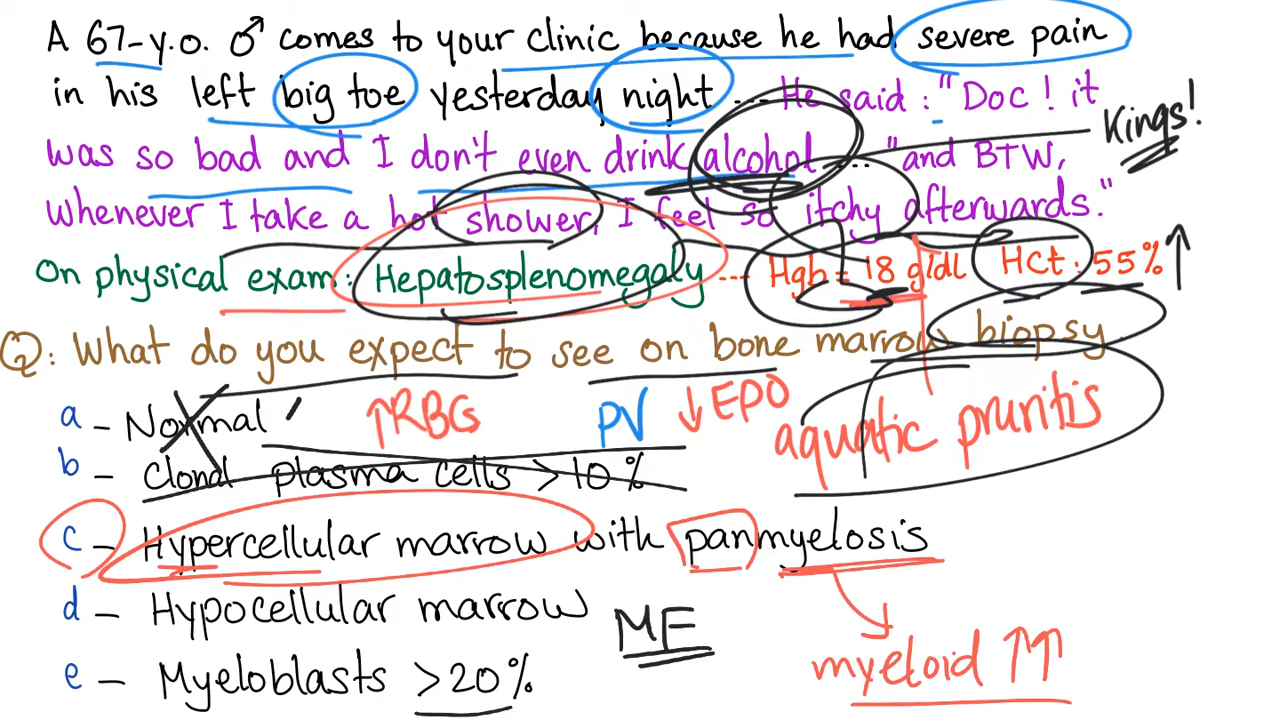 A 67-y.o. ♂ comes to your clinic because he had severe pain
in his left big toe yesterday night ... He said : "Doc! it
was so bad and I don't even drink alcohol ... "and BTW,
Kings!
whenever I take a hot shower, I feel so itchy afterwards."
On physical exam: Hepatosplenomegaly ... Hgb = 18 g/dl HCt: 55% ↑
Q: What do you expect to see on bone marrow biopsy
a - Normal ↑RBG PV ↓EPO
aquatic pruritis
b - Clonal plasma cells >10%
c - Hypercellular marrow with panmyelosis
d - Hypocellular marrow MF
e - Myeloblasts >20%
myeloid ↑↑